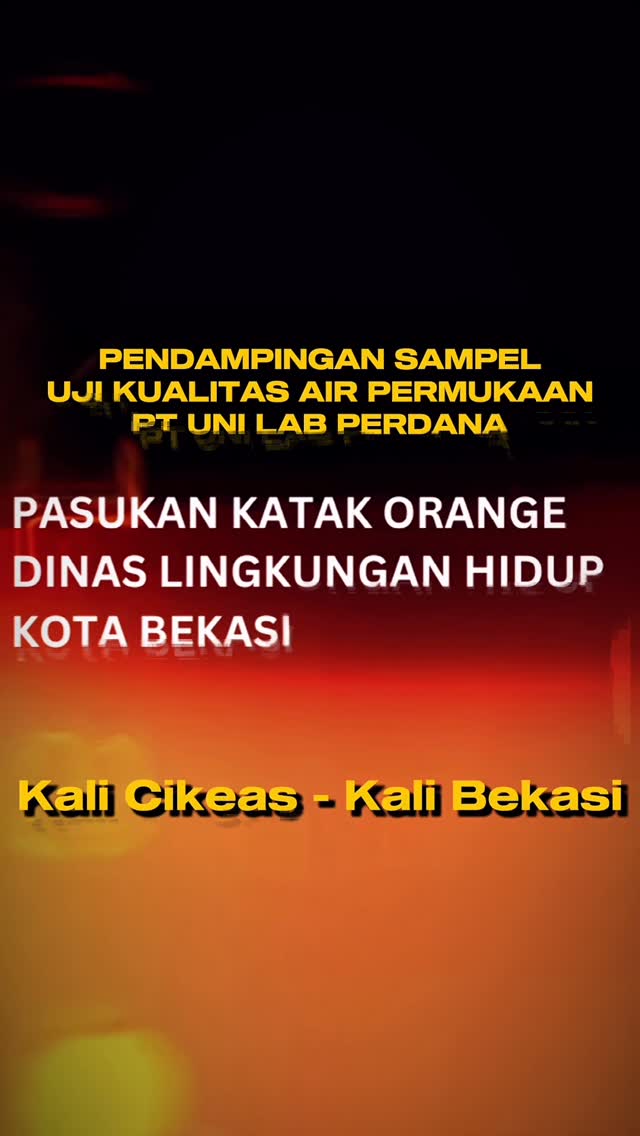 PENDAMPINGAN SAMPEL
UJI KUALITAS AIR PERMUKAAN
PT UNI LAB PERDANA
PASUKAN KATAK ORANGE
DINAS LINGKUNGAN HIDUP
KOTA BEKASI
Kali Cikeas - Kali Bekasi